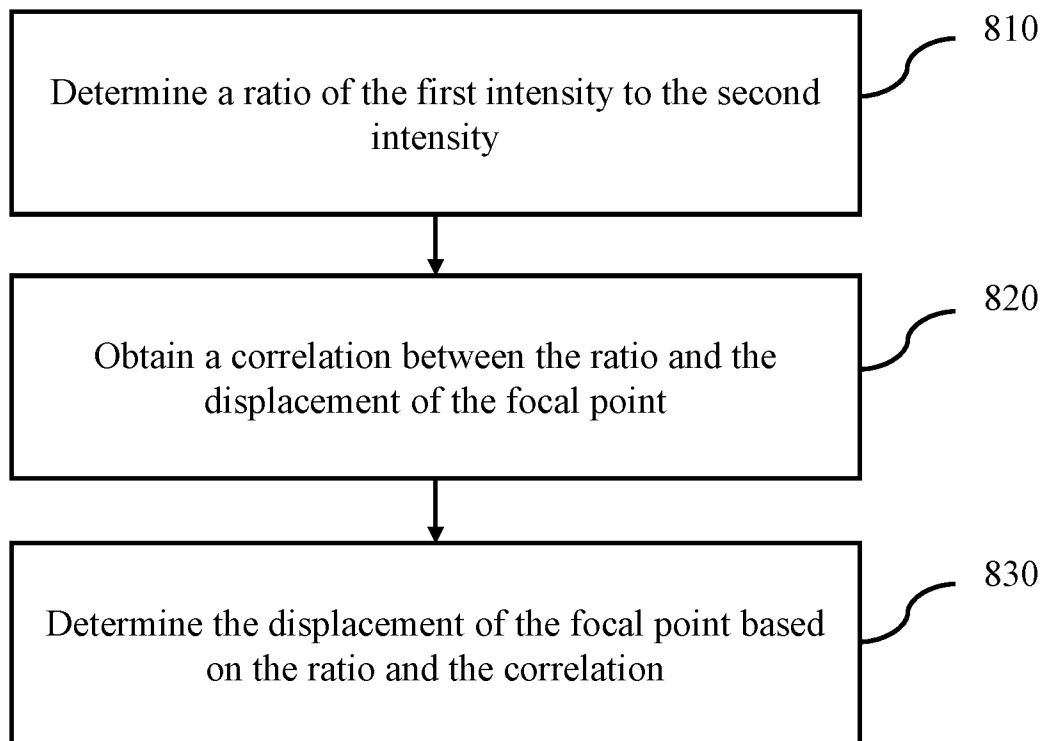 810
Determine a ratio of the first intensity to the second
intensity
820
Obtain a correlation between the ratio and the
displacement of the focal point
830
Determine the displacement of the focal point based
on the ratio and the correlation